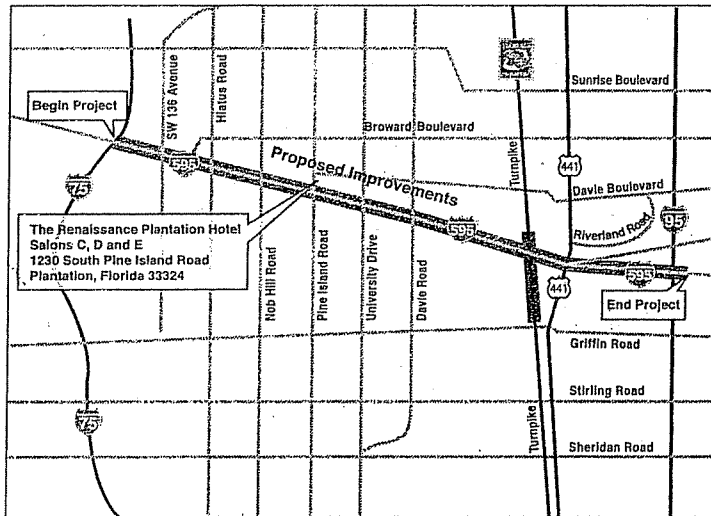 Sunrise Boulevard
Begin Project
SW 136 Avenue
Hiatus Road
Broward Boulevard
Proposed Improvements
Turnpike
595
441
Davie Boulevard
75
Riverland Road
95
The Renaissance Plantation Hotel
Salons C, D and E
1230 South Pine Island Road
Plantation, Florida 33324
595
Nob Hill Road
Pine Island Road
University Drive
Davie Road
595
441
End Project
Griffin Road
Stirling Road
75
Turnpike
Sheridan Road